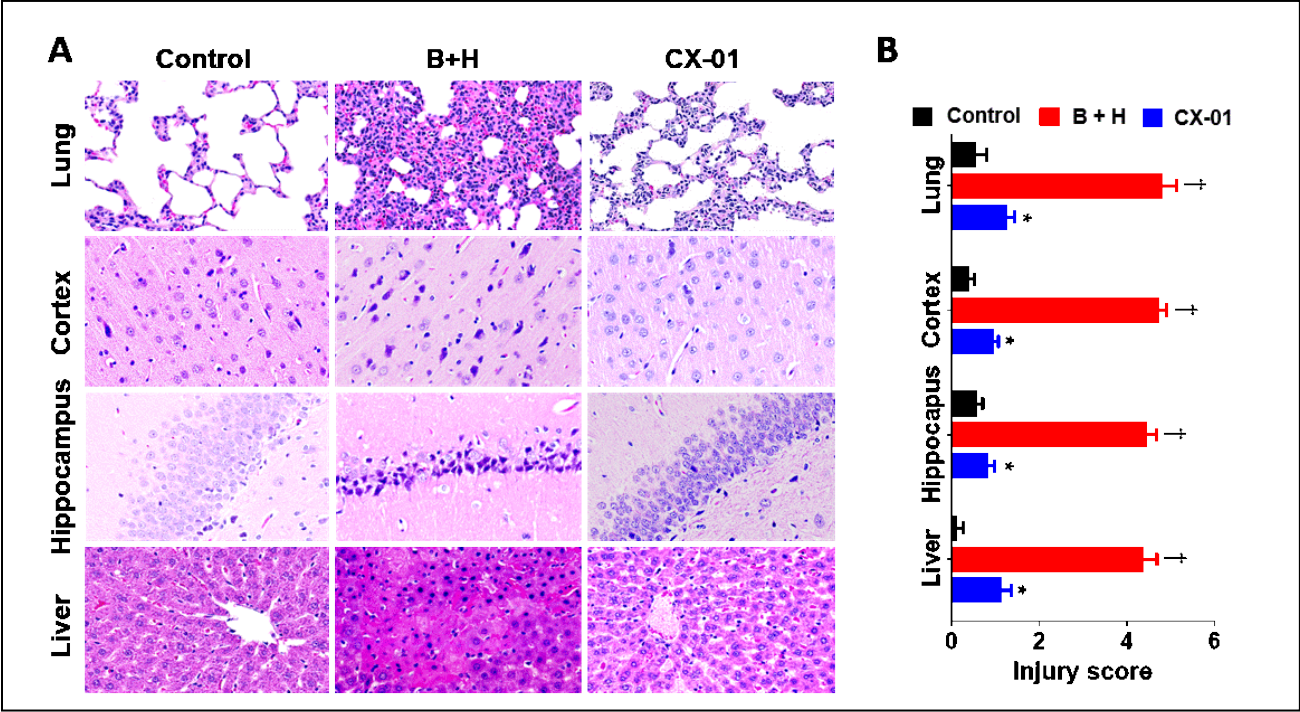 A
Control B+H CX-01
Lung
Cortex
Hippocampus
Liver
B
Control B + H CX-01
Lung
†
*
Cortex
†
*
Hippocapus
†
*
Liver
†
*
0 2 4 6
Injury score